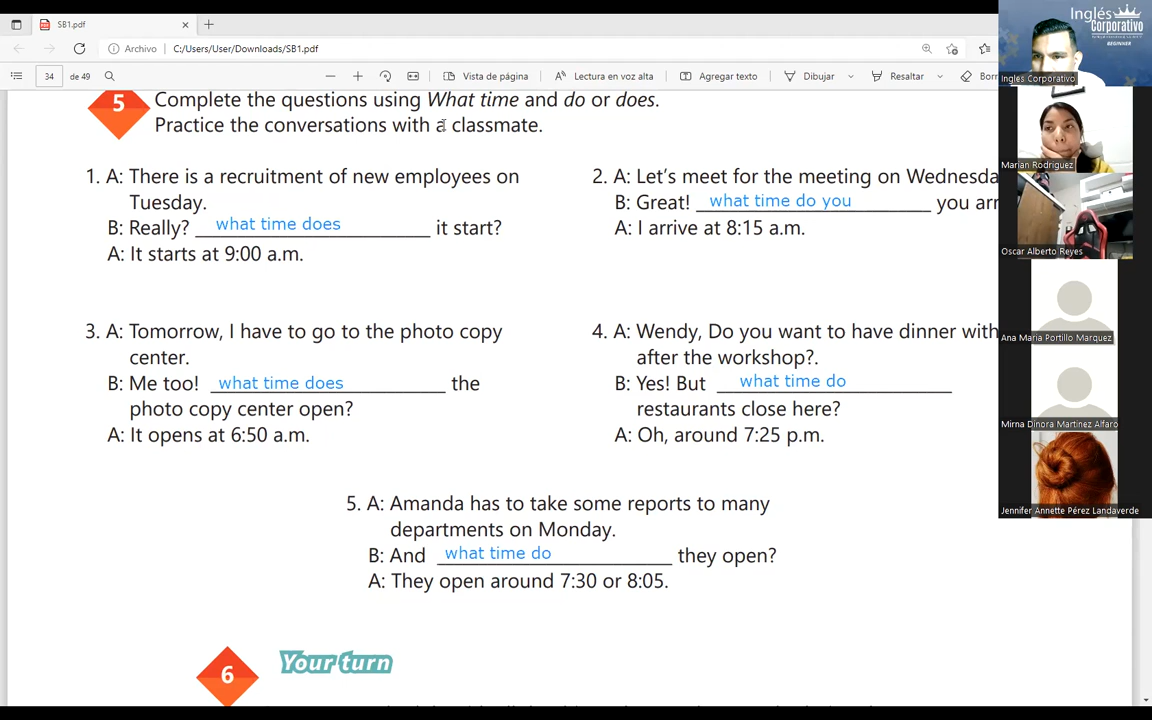 SB1.pdf
Archivo C:/Users/User/Downloads/SB1.pdf
34 de 49 Vista de página Lectura en voz alta Agregar texto Dibujar Resaltar
5 Complete the questions using What time and do or does.
Practice the conversations with a classmate.
1. A: There is a recruitment of new employees on
Tuesday.
B: Really? what time does it start?
A: It starts at 9:00 a.m.
2. A: Let's meet for the meeting on
B: Great! what time do you you
A: I arrive at 8:15 a.m.
3. A: Tomorrow, I have to go to the photo copy
center.
B: Me too! what time does the
photo copy center open?
A: It opens at 6:50 a.m.
4. A: Wendy, Do you want to have dinner with
after the workshop?.
B: Yes! But what time do
restaurants close here?
A: Oh, around 7:25 p.m.
5. A: Amanda has to take some reports to many
departments on Monday.
B: And what time do they open?
A: They open around 7:30 or 8:05.
6 Your turn
Inglés
Corporativo
BEGINNER
Ingles Corporativo
Marian Rodriguez
Oscar Alberto Reyes
Ana Maria Portillo Marquez
Mirna Dinora Martinez Alfaro
Jennifer Annette Pérez Landaverde